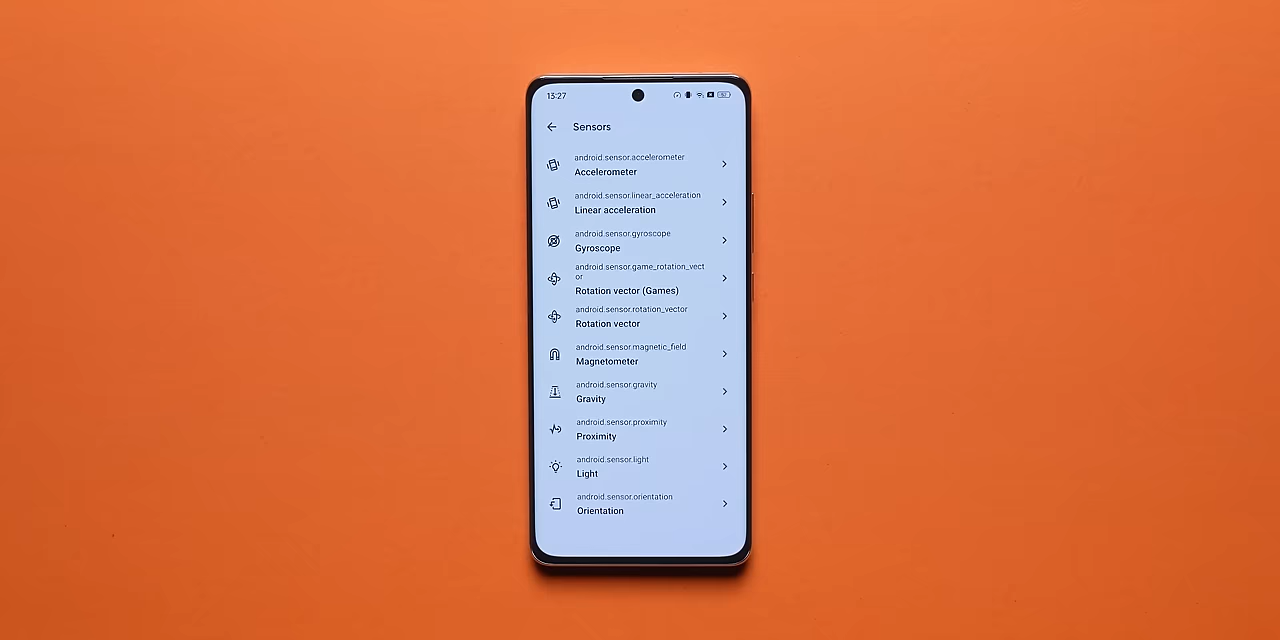 13:27
Sensors
android.sensor.accelerometer
Accelerometer
android.sensor.linear_acceleration
Linear acceleration
android.sensor.gyroscope
Gyroscope
android.sensor.game_rotation_vect
or
Rotation vector (Games)
android.sensor.rotation_vector
Rotation vector
android.sensor.magnetic_field
Magnetometer
android.sensor.gravity
Gravity
android.sensor.proximity
Proximity
android.sensor.light
Light
android.sensor.orientation
Orientation